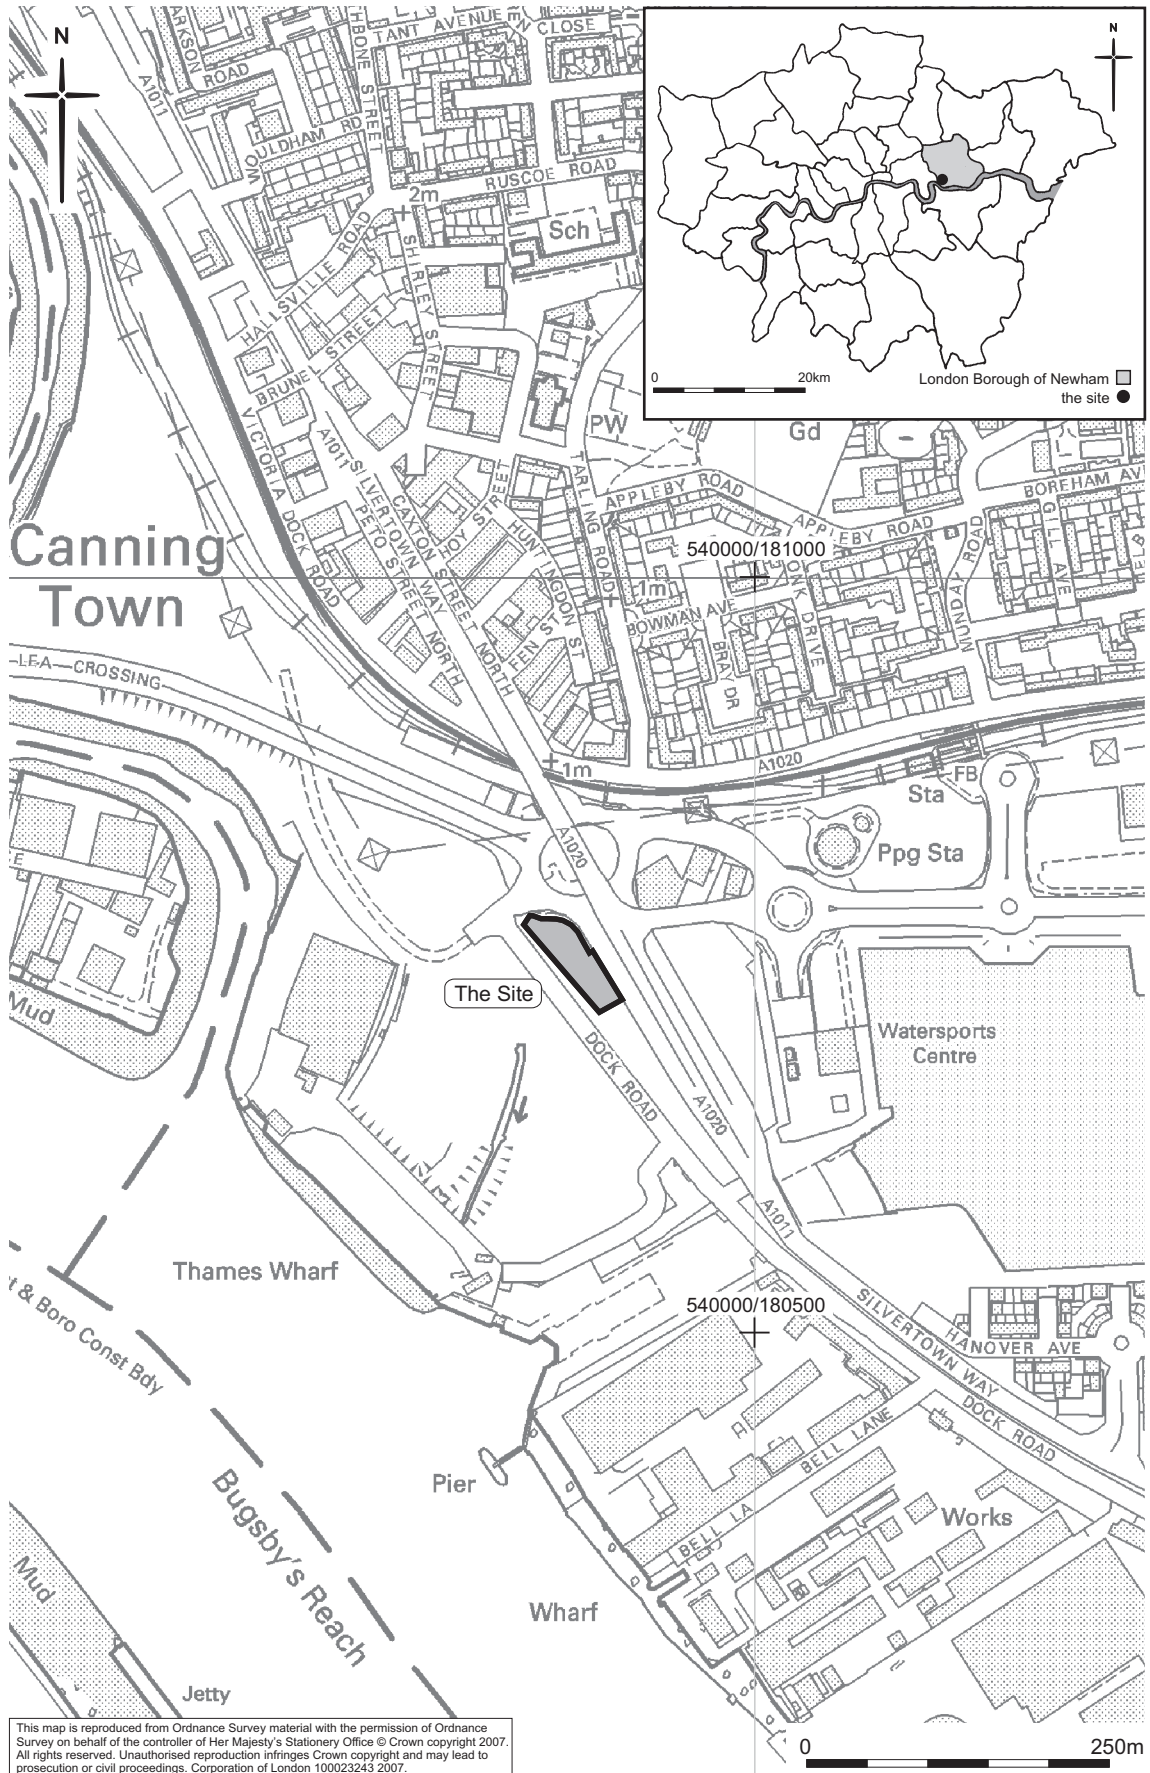 N
A1011
ROAD
TANT AVENUE
CLOSE
HBONE STREET
WOULDHAM RD
RUSCOE ROAD
2m
Sch
HALLSVILLE ROAD
SHIRLEY STREET
BRUNEL STREET
VICTORIA DOCK ROAD
A1011
SILVERTOWN WAY
PETO STREET NORTH
CAXTON STREET NORTH
HOY STREET
HUNTINGDON ST
FEN ST
TARLING ROAD
PW
Gd
APPLEBY ROAD
APPLEBY ROAD
BOREHAM AV
GILL AVE
MUNDAY ROAD
BOWMAN AVE
BRAY DR
DRIVE
1m
540000/181000
Canning
Town
LEA CROSSING
1m
A1020
Sta
FB
Ppg Sta
A1020
The Site
Mud
DOCK ROAD
A1020
Watersports
Centre
A1011
Thames Wharf
t & Boro Const Bdy
540000/180500
SILVERTOWN WAY
HANOVER AVE
DOCK ROAD
BELL LANE
BELL LA
Pier
Works
Bugsby's Reach
Wharf
Mud
Jetty
N
0 20km
London Borough of Newham
the site
This map is reproduced from Ordnance Survey material with the permission of Ordnance
Survey on behalf of the controller of Her Majesty's Stationery Office © Crown copyright 2007.
All rights reserved. Unauthorised reproduction infringes Crown copyright and may lead to
prosecution or civil proceedings. Corporation of London 100023243 2007.
0 250m